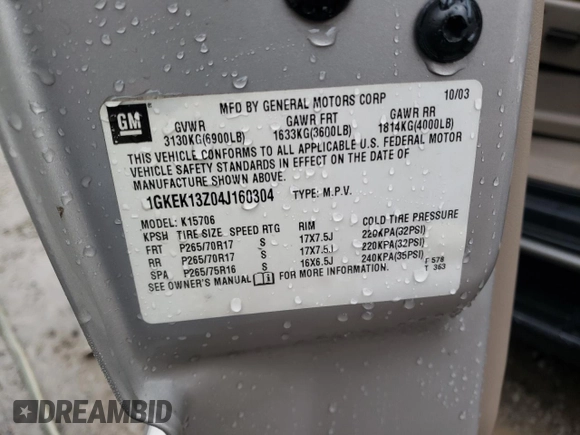 MFD BY GENERAL MOTORS CORP 10/03
GM
GVWR GAWR FRT GAWR RR
3130KG(6900LB) 1633KG(3600LB) 1814KG(4000LB)
THIS VEHICLE CONFORMS TO ALL APPLICABLE U.S. FEDERAL MOTOR
VEHICLE SAFETY STANDARDS IN EFFECT ON THE DATE OF
MANUFACTURE SHOWN ABOVE.
1GKEK13Z04J160304 TYPE: M.P.V.
MODEL: K15706
KPSH TIRE SIZE SPEED RTG RIM COLD TIRE PRESSURE
FRT P265/70R17 S 17X7.5J 220KPA(32PSI)
RR P265/70R17 S 17X7.5J 220KPA(32PSI)
SPA P265/75R16 S 16X6.5J 240KPA(35PSI)
SEE OWNER'S MANUAL FOR MORE INFORMATION
F 578
T 363
DREAMBID